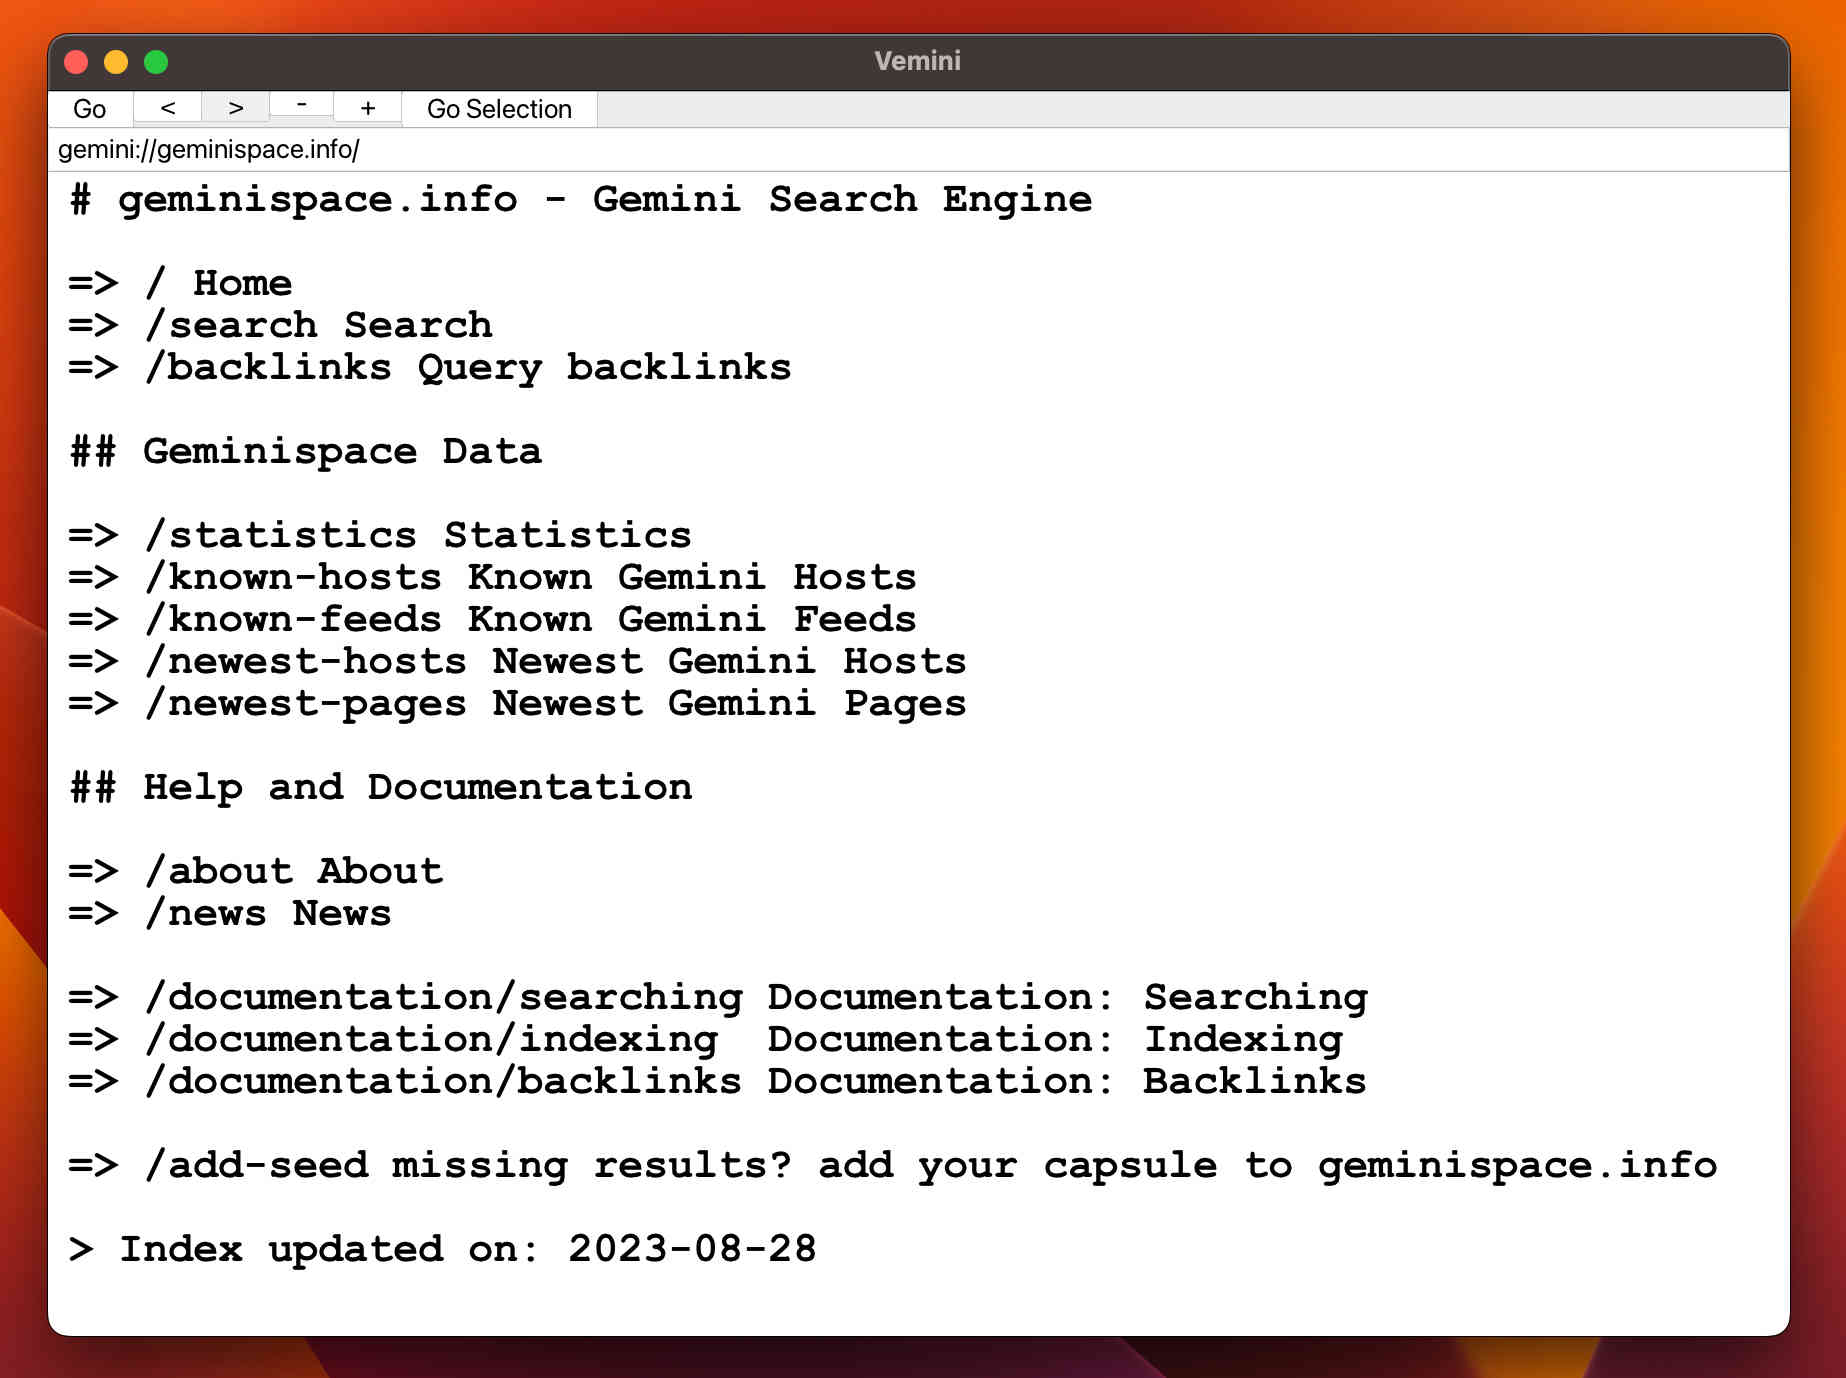 Vemini
Go < > - + Go Selection
gemini://geminispace.info/
# geminispace.info - Gemini Search Engine
=> / Home
=> /search Search
=> /backlinks Query backlinks
## Geminispace Data
=> /statistics Statistics
=> /known-hosts Known Gemini Hosts
=> /known-feeds Known Gemini Feeds
=> /newest-hosts Newest Gemini Hosts
=> /newest-pages Newest Gemini Pages
## Help and Documentation
=> /about About
=> /news News
=> /documentation/searching Documentation: Searching
=> /documentation/indexing  Documentation: Indexing
=> /documentation/backlinks Documentation: Backlinks
=> /add-seed missing results? add your capsule to geminispace.info
> Index updated on: 2023-08-28